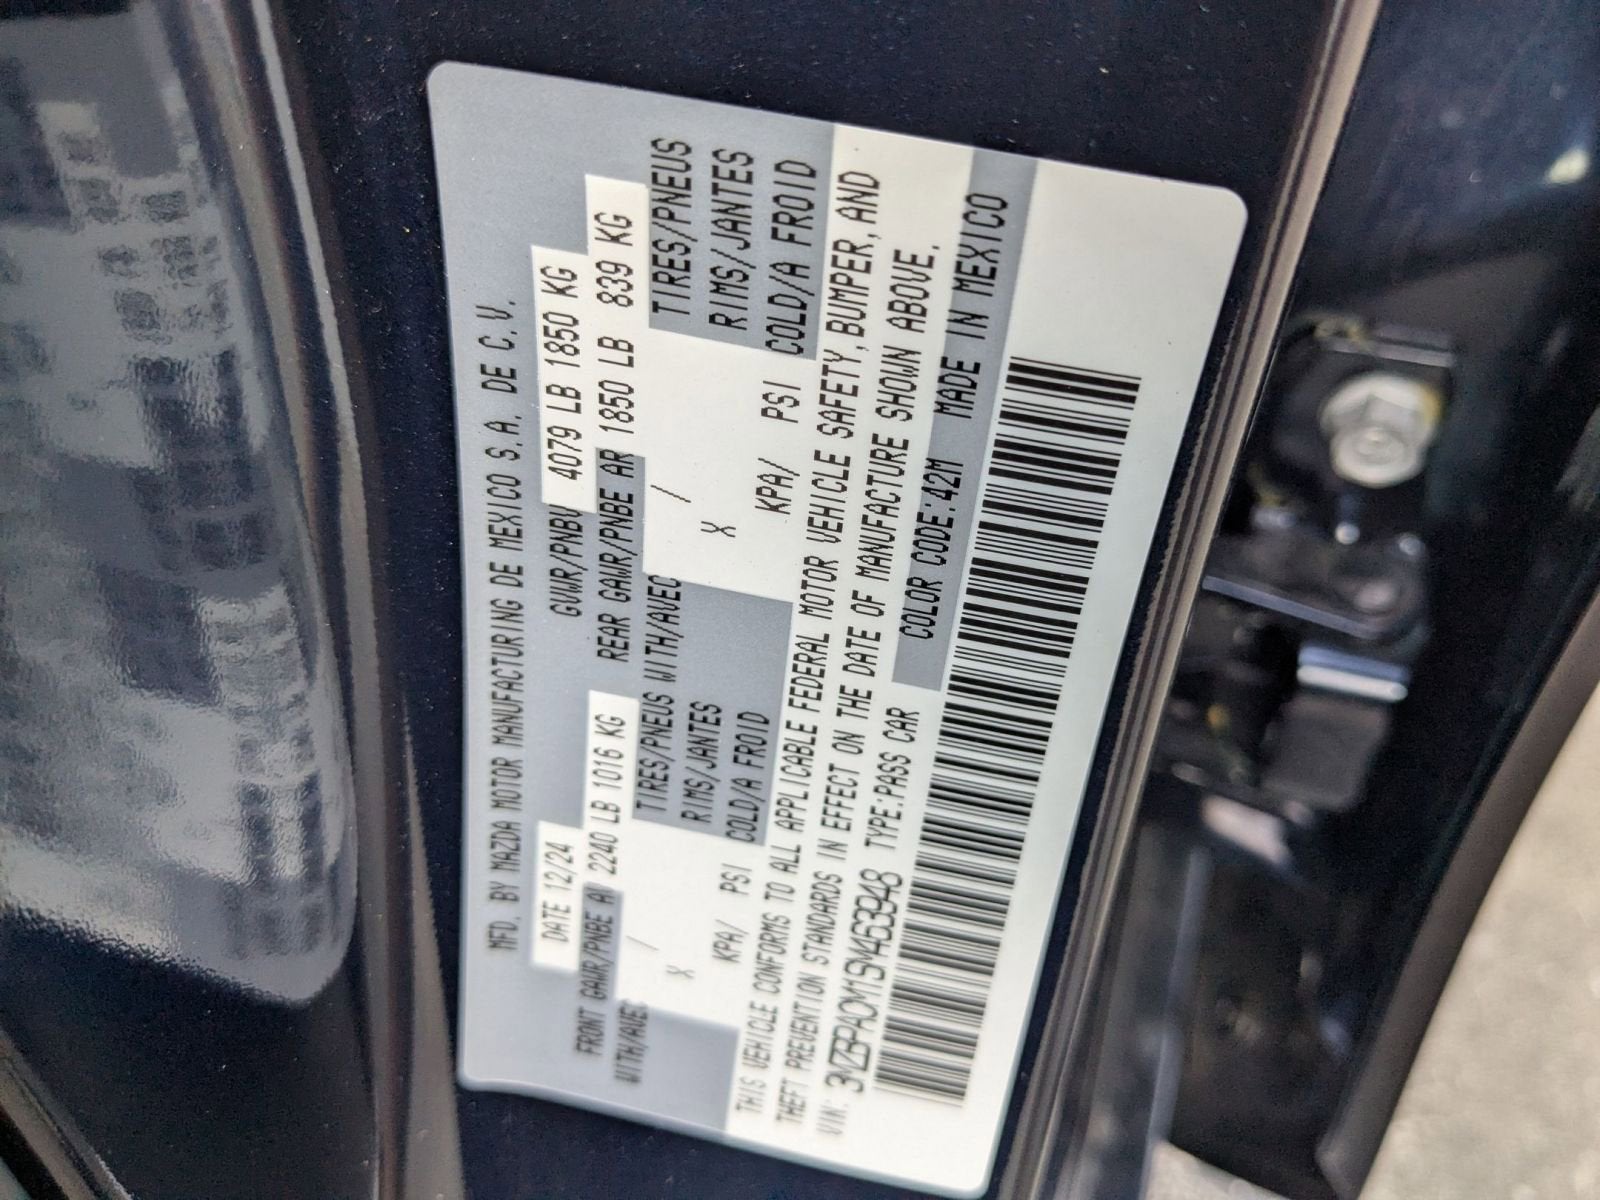 MFD. BY MAZDA MOTOR MANUFACTURING DE MEXICO S.A. DE C.V.
DATE 12/24 GVWR/PNBV 4079 LB 1850 KG
FRONT GAWR/PNBE AV 2240 LB 1016 KG REAR GAWR/PNBE AR 1850 LB 839 KG
WITH/AVEC / TIRES/PNEUS WITH/AVEC / TIRES/PNEUS
X RIMS/JANTES X RIMS/JANTES
KPA/ PSI COLD/A FROID KPA/ PSI COLD/A FROID
THIS VEHICLE CONFORMS TO ALL APPLICABLE FEDERAL MOTOR VEHICLE SAFETY, BUMPER, AND
THEFT PREVENTION STANDARDS IN EFFECT ON THE DATE OF MANUFACTURE SHOWN ABOVE.
VIN: TYPE:PASS CAR COLOR CODE:42M MADE IN MEXICO